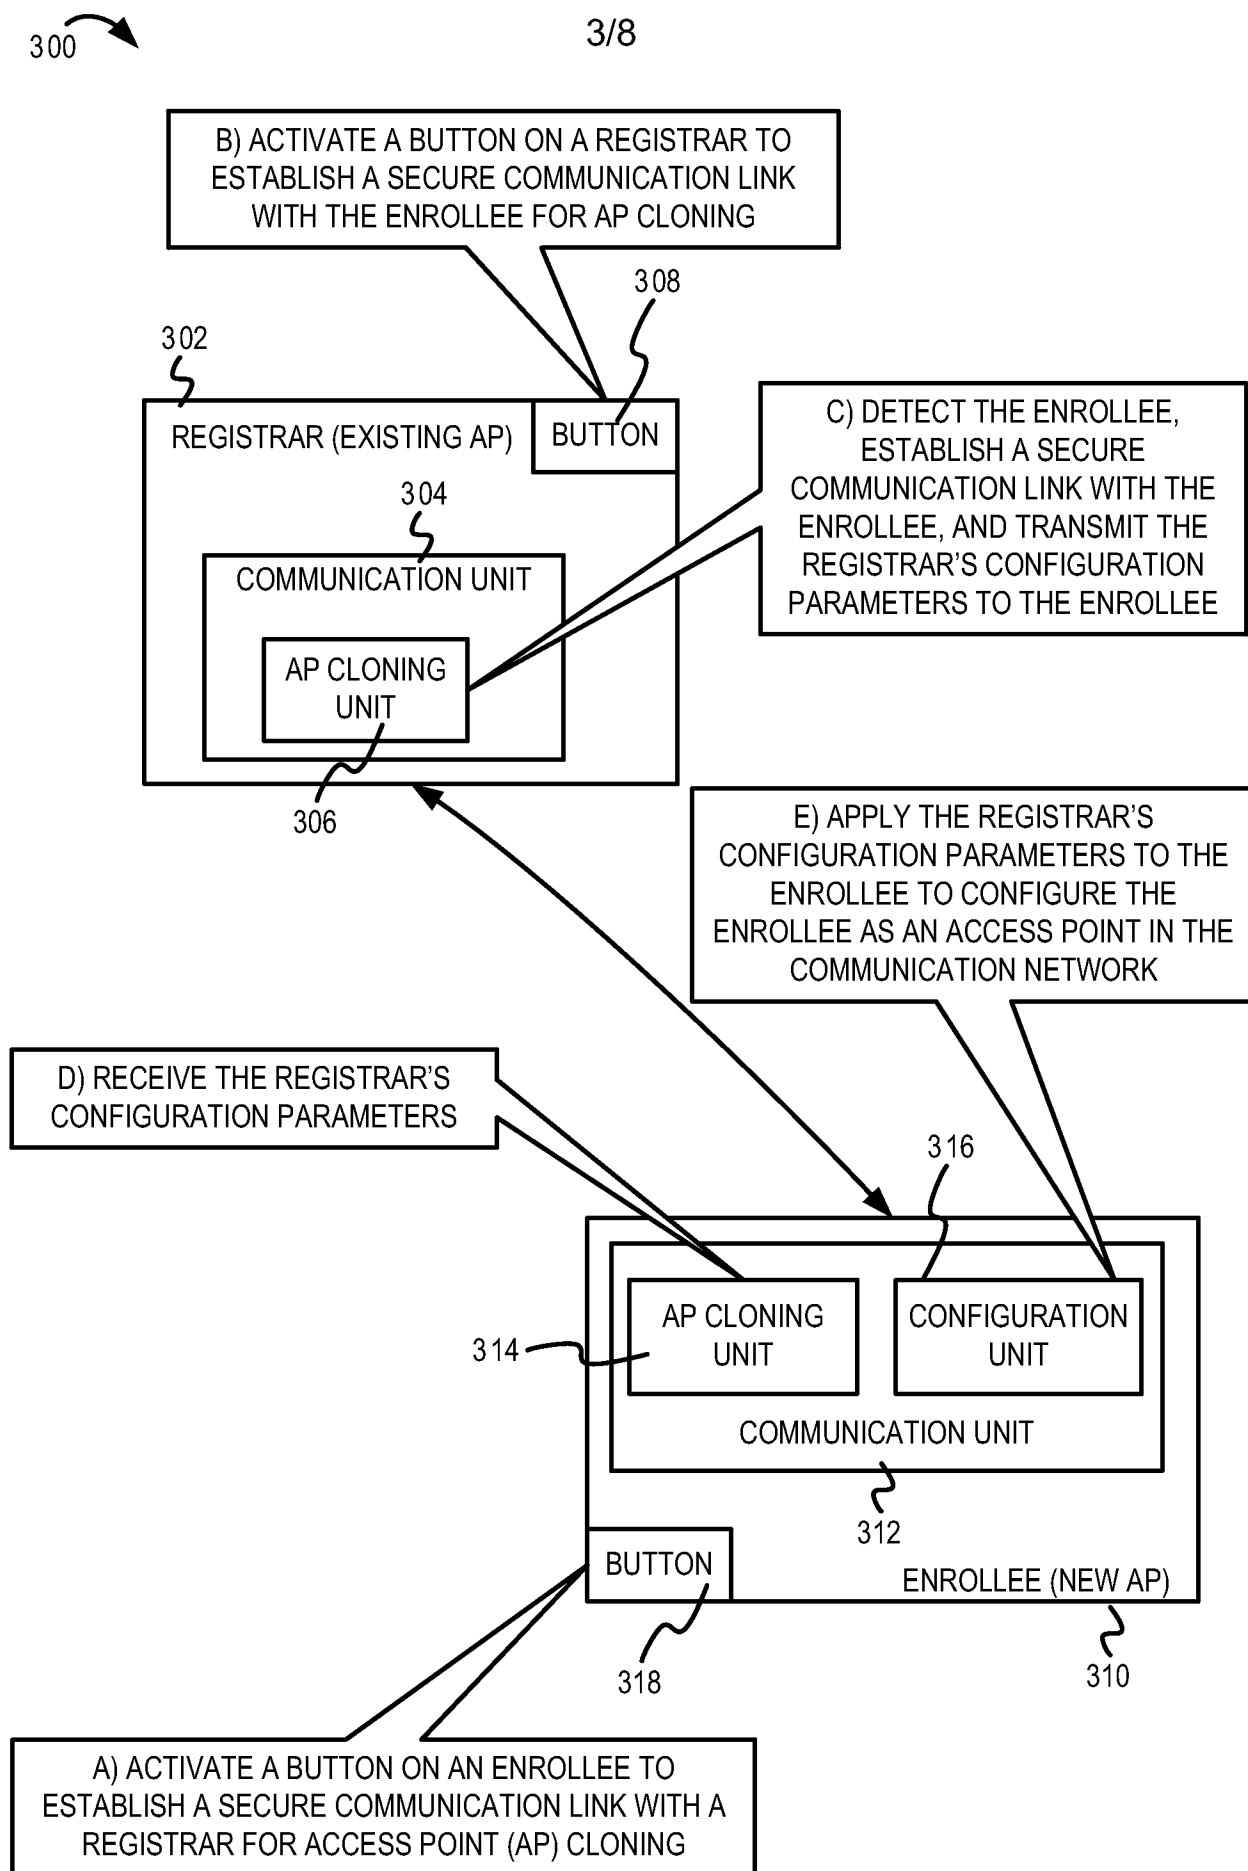 300
3/8
B) ACTIVATE A BUTTON ON A REGISTRAR TO
ESTABLISH A SECURE COMMUNICATION LINK
WITH THE ENROLLEE FOR AP CLONING
308
302
REGISTRAR (EXISTING AP)
BUTTON
C) DETECT THE ENROLLEE,
ESTABLISH A SECURE
COMMUNICATION LINK WITH THE
ENROLLEE, AND TRANSMIT THE
REGISTRAR'S CONFIGURATION
PARAMETERS TO THE ENROLLEE
304
COMMUNICATION UNIT
AP CLONING
UNIT
306
E) APPLY THE REGISTRAR'S
CONFIGURATION PARAMETERS TO THE
ENROLLEE TO CONFIGURE THE
ENROLLEE AS AN ACCESS POINT IN THE
COMMUNICATION NETWORK
D) RECEIVE THE REGISTRAR'S
CONFIGURATION PARAMETERS
316
AP CLONING
UNIT
314
CONFIGURATION
UNIT
COMMUNICATION UNIT
312
BUTTON
ENROLLEE (NEW AP)
318
310
A) ACTIVATE A BUTTON ON AN ENROLLEE TO
ESTABLISH A SECURE COMMUNICATION LINK WITH A
REGISTRAR FOR ACCESS POINT (AP) CLONING